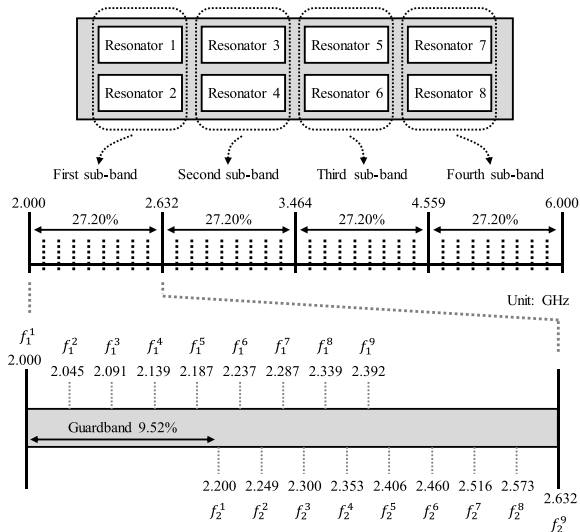 Resonator 1 Resonator 3 Resonator 5 Resonator 7
Resonator 2 Resonator 4 Resonator 6 Resonator 8
First sub-band Second sub-band Third sub-band Fourth sub-band
2.000 2.632 3.464 4.559 6.000
27.20% 27.20% 27.20% 27.20%
Unit: GHz
f₁¹ f₁² f₁³ f₁⁴ f₁⁵ f₁⁶ f₁⁷ f₁⁸ f₁⁹
2.000 2.045 2.091 2.139 2.187 2.237 2.287 2.339 2.392
Guardband 9.52%
2.200 2.249 2.300 2.353 2.406 2.460 2.516 2.573 2.632
f₂¹ f₂² f₂³ f₂⁴ f₂⁵ f₂⁶ f₂⁷ f₂⁸ f₂⁹